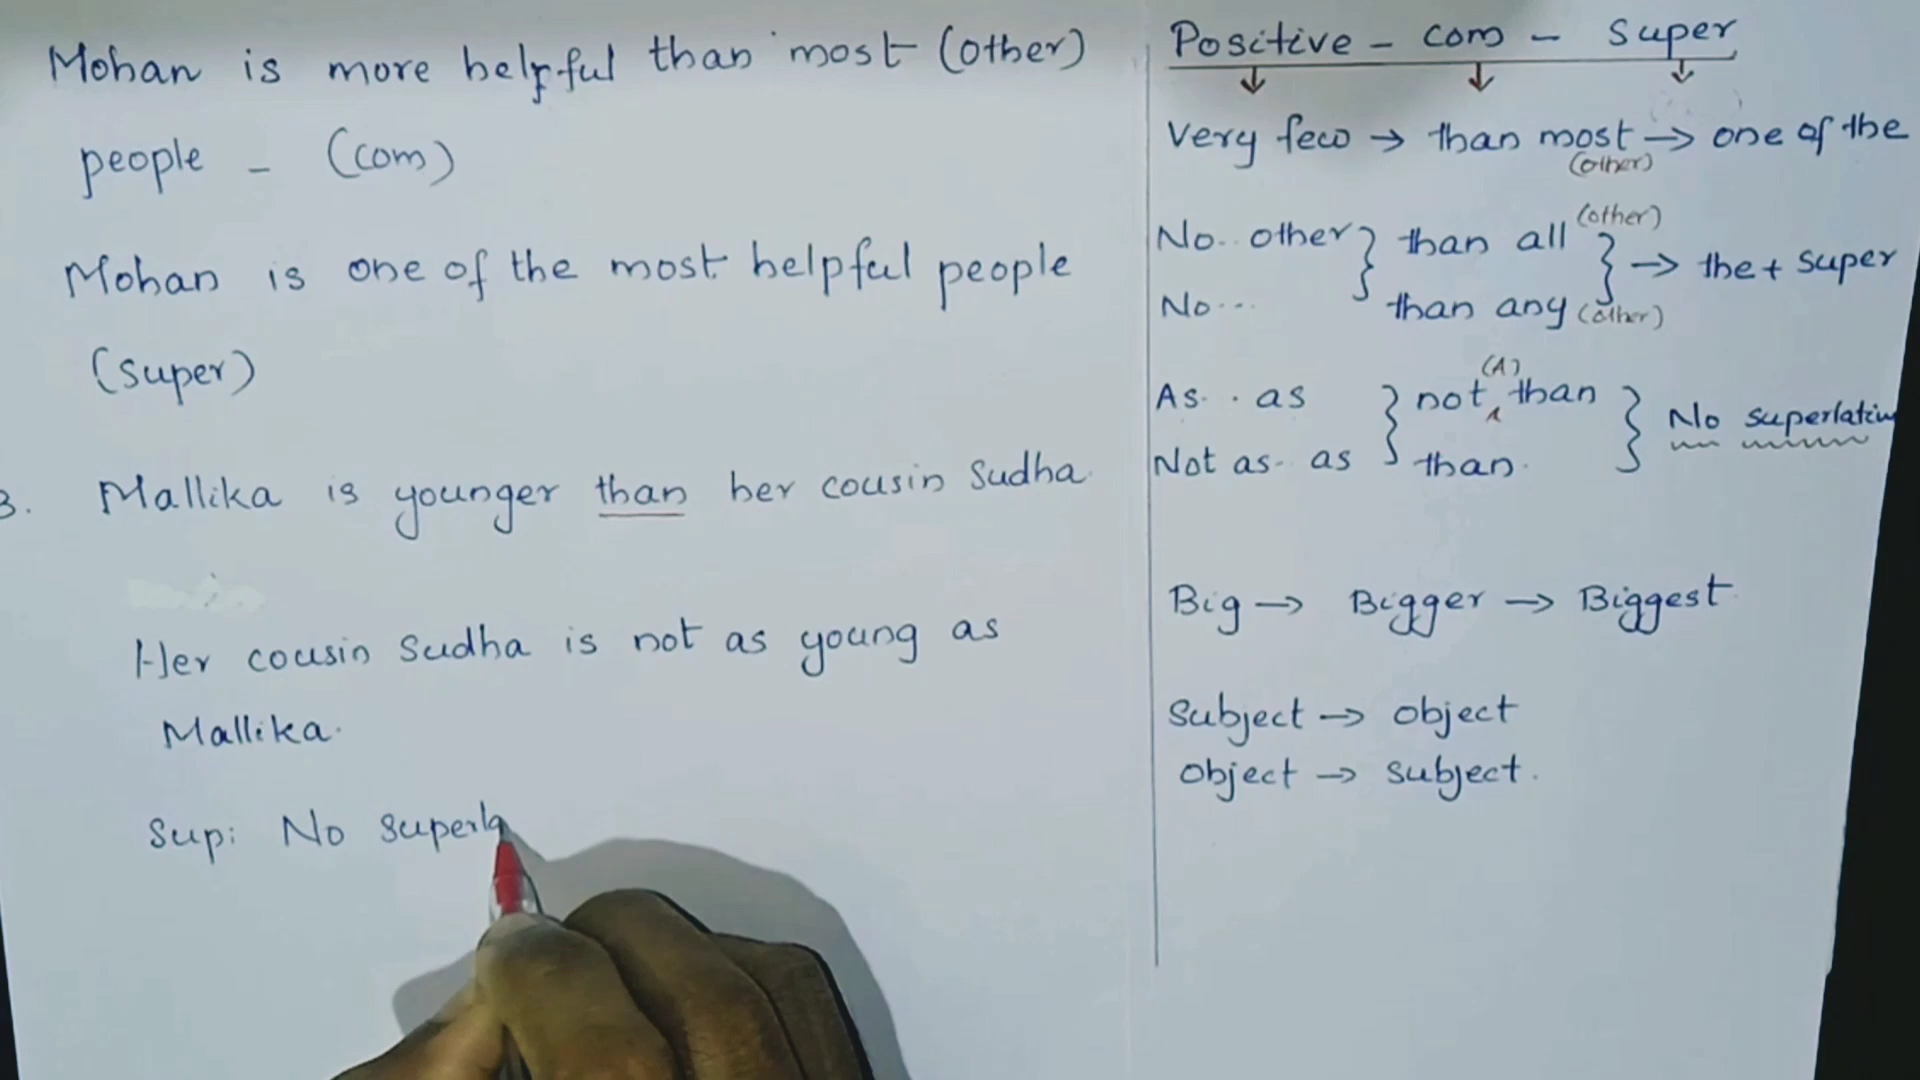 Mohan is more helpful than most (other)
people - (com)
Mohan is one of the most helpful people
(super)
3. Mallika is younger than her cousin Sudha.
Her cousin Sudha is not as young as
Mallika.
Sup: No superla
Positive - com - super
Very few → than most → one of the
(other)
(other)
No.. other } than all } → the + super
No... than any (other)
(A)
As. . as } not ‸ than } No superlativ
Not as.. as than.
Big → Bigger → Biggest
Subject → object
object → subject.